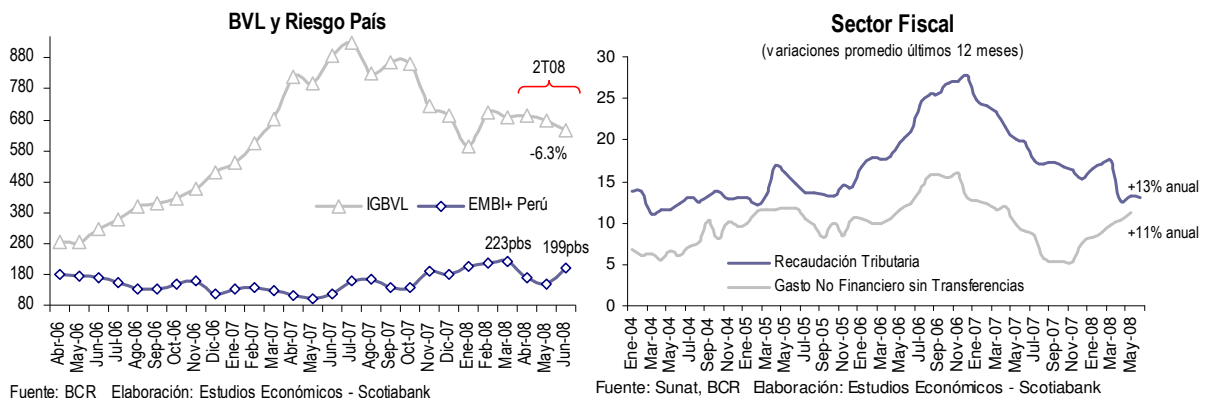 BVL y Riesgo País
880
780
680
580
480
380
280
180
80
2T08
-6.3%
IGBVL
EMBI+ Perú
223pbs
199pbs
Abr-06
May-06
Jun-06
Jul-06
Ago-06
Set-06
Oct-06
Nov-06
Dic-06
Ene-07
Feb-07
Mar-07
Abr-07
May-07
Jun-07
Jul-07
Ago-07
Set-07
Oct-07
Nov-07
Dic-07
Ene-08
Feb-08
Mar-08
Abr-08
May-08
Jun-08
Fuente: BCR Elaboración: Estudios Económicos - Scotiabank
Sector Fiscal
(variaciones promedio últimos 12 meses)
30
25
20
15
10
5
0
+13% anual
+11% anual
Recaudación Tributaria
Gasto No Financiero sin Transferencias
Ene-04
Mar-04
May-04
Jul-04
Sep-04
Nov-04
Ene-05
Mar-05
May-05
Jul-05
Sep-05
Nov-05
Ene-06
Mar-06
May-06
Jul-06
Sep-06
Nov-06
Ene-07
Mar-07
May-07
Jul-07
Sep-07
Nov-07
Ene-08
Mar-08
May-08
Fuente: Sunat, BCR Elaboración: Estudios Económicos - Scotiabank